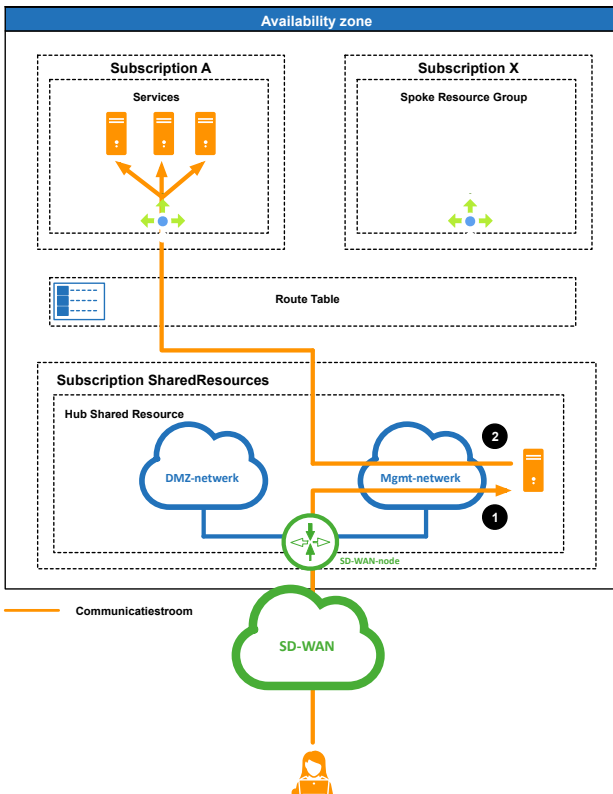 Availability zone
Subscription A
Subscription X
Services
Spoke Resource Group
Route Table
Subscription SharedResources
Hub Shared Resource
2
DMZ-netwerk
Mgmt-netwerk
1
SD-WAN-node
Communicatiestroom
SD-WAN